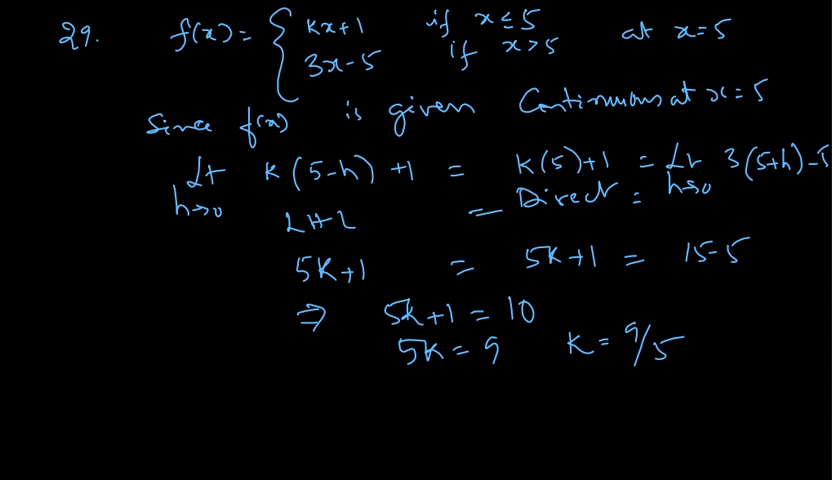 29. f(x) = { kx+1 if x ≤ 5 at x=5
3x-5 if x > 5
Since f(x) is given Continuous at x=5
Lt k(5-h) +1 = k(5)+1 = Lt 3(5+h)-5
h→0 h→0
LHL = Direct =
5k+1 = 5k+1 = 15-5
⇒ 5k+1 = 10
5k = 9 k = 9/5